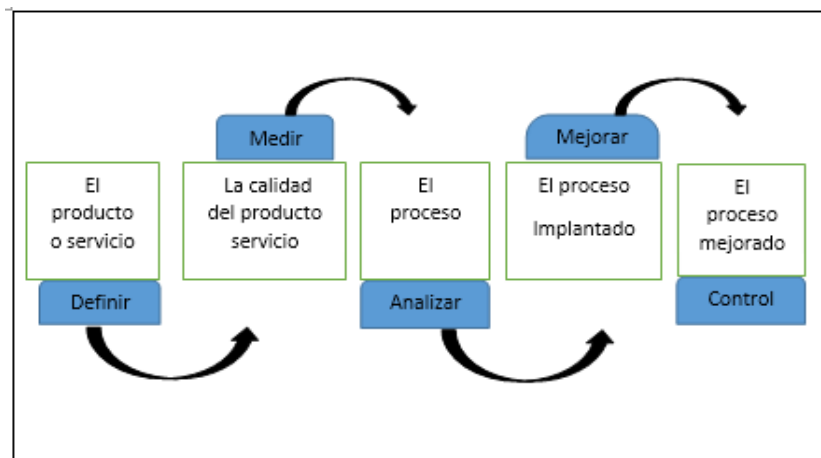 Medir
Mejorar
El
producto
o servicio
La calidad
del producto
servicio
El
proceso
El proceso
Implantado
El
proceso
mejorado
Definir
Analizar
Control